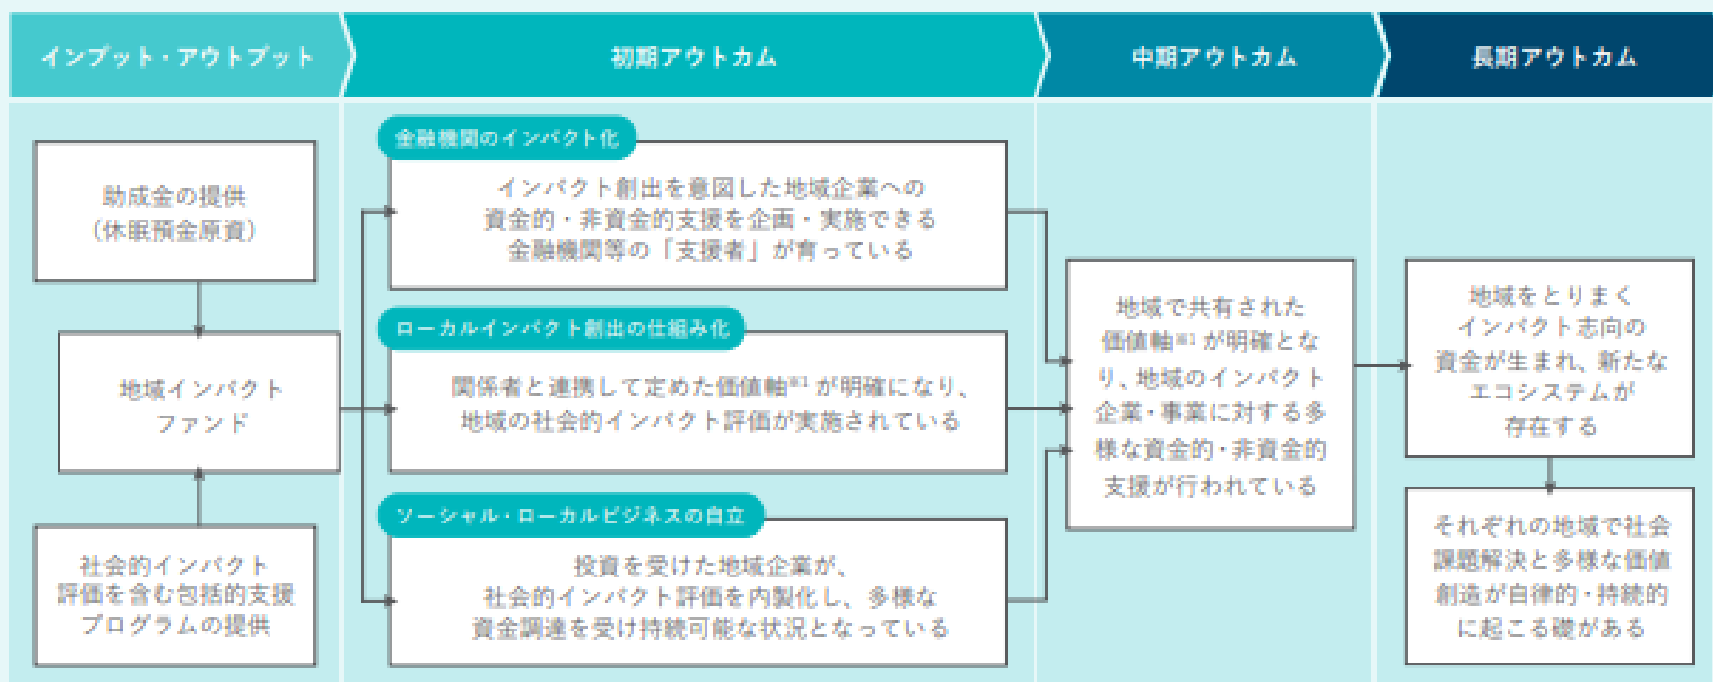 インプット・アウトプット
初期アウトカム
中期アウトカム
長期アウトカム
助成金の提供
（休眠預金原資）
地域インパクト
ファンド
社会的インパクト
評価を含む包括的支援
プログラムの提供
金融機関のインパクト化
インパクト創出を意図した地域企業への
資金的・非資金的支援を企画・実施できる
金融機関等の「支援者」が育っている
ローカルインパクト創出の仕組み化
関係者と連携して定めた価値軸※1 が明確になり、
地域の社会的インパクト評価が実施されている
ソーシャル・ローカルビジネスの自立
投資を受けた地域企業が、
社会的インパクト評価を内製化し、多様な
資金調達を受け持続可能な状況となっている
地域で共有された
価値軸※1 が明確とな
り、地域のインパクト
企業・事業に対する多
様な資金的・非資金的
支援が行われている
地域をとりまく
インパクト志向の
資金が生まれ、新たな
エコシステムが
存在する
それぞれの地域で社会
課題解決と多様な価値
創造が自律的・持続的
に起こる礎がある